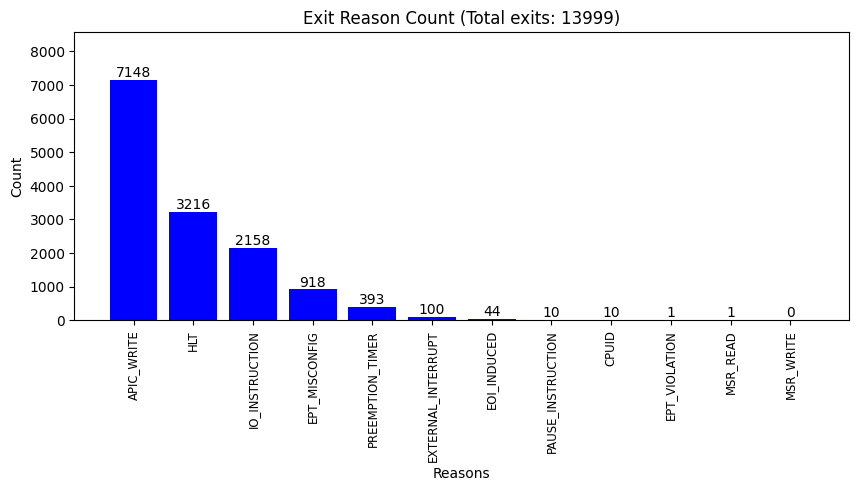 Exit Reason Count (Total exits: 13999)
8000
7000
6000
5000
4000
3000
2000
1000
0
Count
7148
3216
2158
918
393
100
44
10
10
1
1
0
APIC_WRITE
HLT
IO_INSTRUCTION
EPT_MISCONFIG
PREEMPTION_TIMER
EXTERNAL_INTERRUPT
EOI_INDUCED
PAUSE_INSTRUCTION
CPUID
EPT_VIOLATION
MSR_READ
MSR_WRITE
Reasons